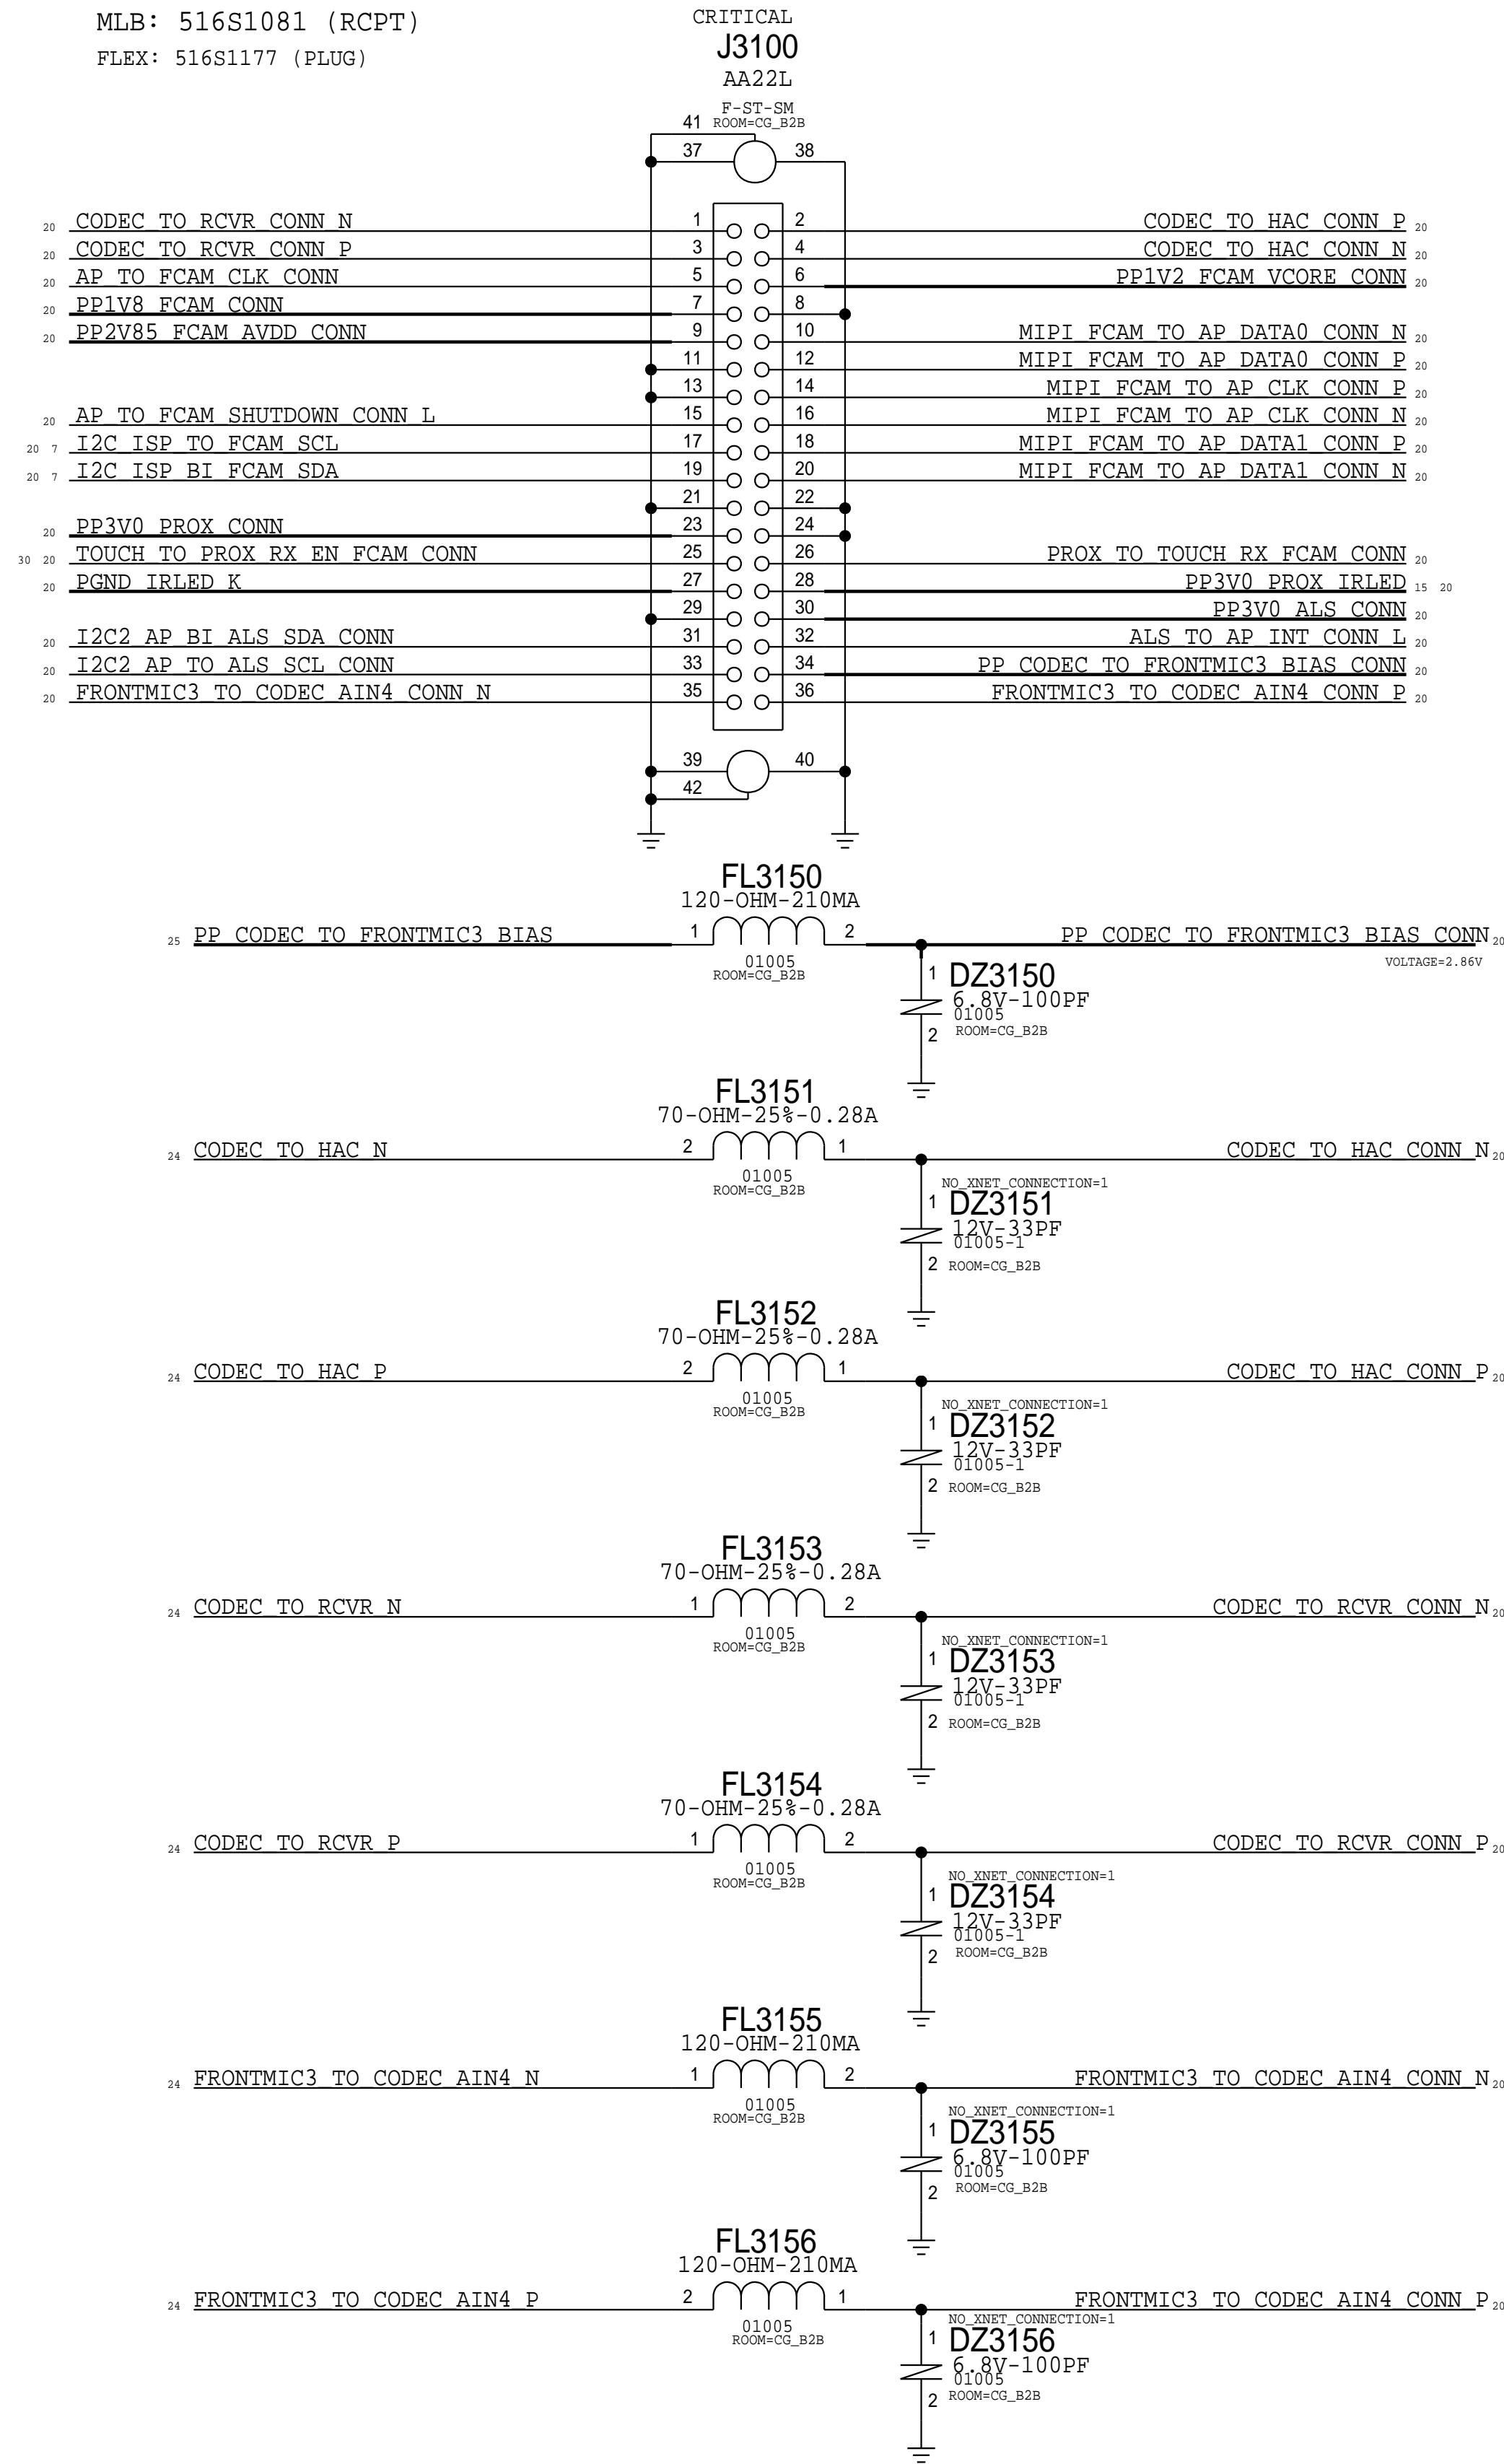 MLB: 516S1081 (RCPT)
FLEX: 516S1177 (PLUG)
CRITICAL
J3100
AA22L
F-ST-SM
ROOM=CG_B2B
41
37 38
20 CODEC_TO_RCVR_CONN_N 1 2 CODEC_TO_HAC_CONN_P 20
20 CODEC_TO_RCVR_CONN_P 3 4 CODEC_TO_HAC_CONN_N 20
20 AP_TO_FCAM_CLK_CONN 5 6 PP1V2_FCAM_VCORE_CONN 20
20 PP1V8_FCAM_CONN 7 8
20 PP2V85_FCAM_AVDD_CONN 9 10 MIPI_FCAM_TO_AP_DATA0_CONN_N 20
11 12 MIPI_FCAM_TO_AP_DATA0_CONN_P 20
13 14 MIPI_FCAM_TO_AP_CLK_CONN_P 20
20 AP_TO_FCAM_SHUTDOWN_CONN_L 15 16 MIPI_FCAM_TO_AP_CLK_CONN_N 20
20 7 I2C_ISP_TO_FCAM_SCL 17 18 MIPI_FCAM_TO_AP_DATA1_CONN_P 20
20 7 I2C_ISP_BI_FCAM_SDA 19 20 MIPI_FCAM_TO_AP_DATA1_CONN_N 20
21 22
20 PP3V0_PROX_CONN 23 24
30 20 TOUCH_TO_PROX_RX_EN_FCAM_CONN 25 26 PROX_TO_TOUCH_RX_FCAM_CONN 20
20 PGND_IRLED_K 27 28 PP3V0_PROX_IRLED 15 20
29 30 PP3V0_ALS_CONN 20
20 I2C2_AP_BI_ALS_SDA_CONN 31 32 ALS_TO_AP_INT_CONN_L 20
20 I2C2_AP_TO_ALS_SCL_CONN 33 34 PP_CODEC_TO_FRONTMIC3_BIAS_CONN 20
20 FRONTMIC3_TO_CODEC_AIN4_CONN_N 35 36 FRONTMIC3_TO_CODEC_AIN4_CONN_P 20
39 40
42
FL3150
120-OHM-210MA
25 PP_CODEC_TO_FRONTMIC3_BIAS 1 2 PP_CODEC_TO_FRONTMIC3_BIAS_CONN 20
01005
ROOM=CG_B2B
VOLTAGE=2.86V
1 DZ3150
6.8V-100PF
01005
2 ROOM=CG_B2B
FL3151
70-OHM-25%-0.28A
24 CODEC_TO_HAC_N 2 1 CODEC_TO_HAC_CONN_N 20
01005
ROOM=CG_B2B
NO_XNET_CONNECTION=1
1 DZ3151
12V-33PF
01005-1
2 ROOM=CG_B2B
FL3152
70-OHM-25%-0.28A
24 CODEC_TO_HAC_P 2 1 CODEC_TO_HAC_CONN_P 20
01005
ROOM=CG_B2B
NO_XNET_CONNECTION=1
1 DZ3152
12V-33PF
01005-1
2 ROOM=CG_B2B
FL3153
70-OHM-25%-0.28A
24 CODEC_TO_RCVR_N 1 2 CODEC_TO_RCVR_CONN_N 20
01005
ROOM=CG_B2B
NO_XNET_CONNECTION=1
1 DZ3153
12V-33PF
01005-1
2 ROOM=CG_B2B
FL3154
70-OHM-25%-0.28A
24 CODEC_TO_RCVR_P 1 2 CODEC_TO_RCVR_CONN_P 20
01005
ROOM=CG_B2B
NO_XNET_CONNECTION=1
1 DZ3154
12V-33PF
01005-1
2 ROOM=CG_B2B
FL3155
120-OHM-210MA
24 FRONTMIC3_TO_CODEC_AIN4_N 1 2 FRONTMIC3_TO_CODEC_AIN4_CONN_N 20
01005
ROOM=CG_B2B
NO_XNET_CONNECTION=1
1 DZ3155
6.8V-100PF
01005
2 ROOM=CG_B2B
FL3156
120-OHM-210MA
24 FRONTMIC3_TO_CODEC_AIN4_P 2 1 FRONTMIC3_TO_CODEC_AIN4_CONN_P 20
01005
ROOM=CG_B2B
NO_XNET_CONNECTION=1
1 DZ3156
6.8V-100PF
01005
2 ROOM=CG_B2B